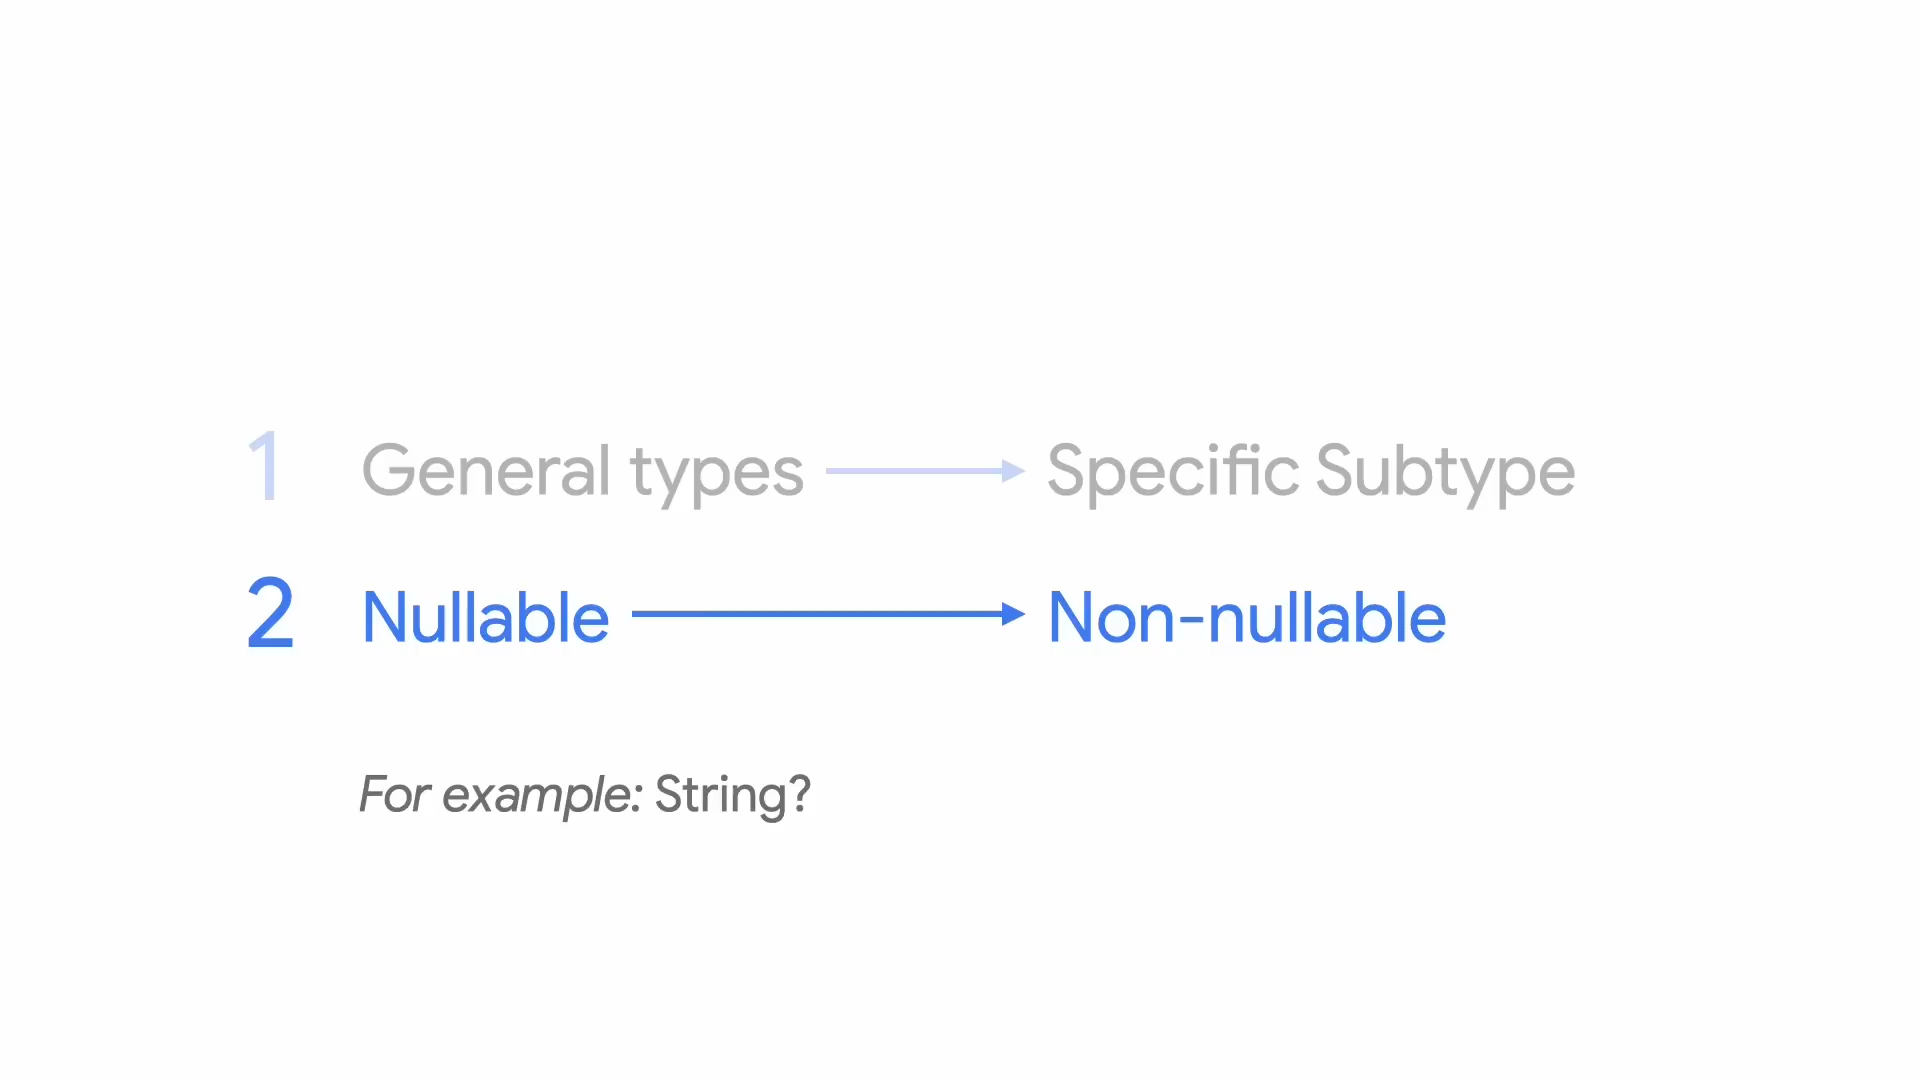 1 General types Specific Subtype
2 Nullable Non-nullable
For example: String?